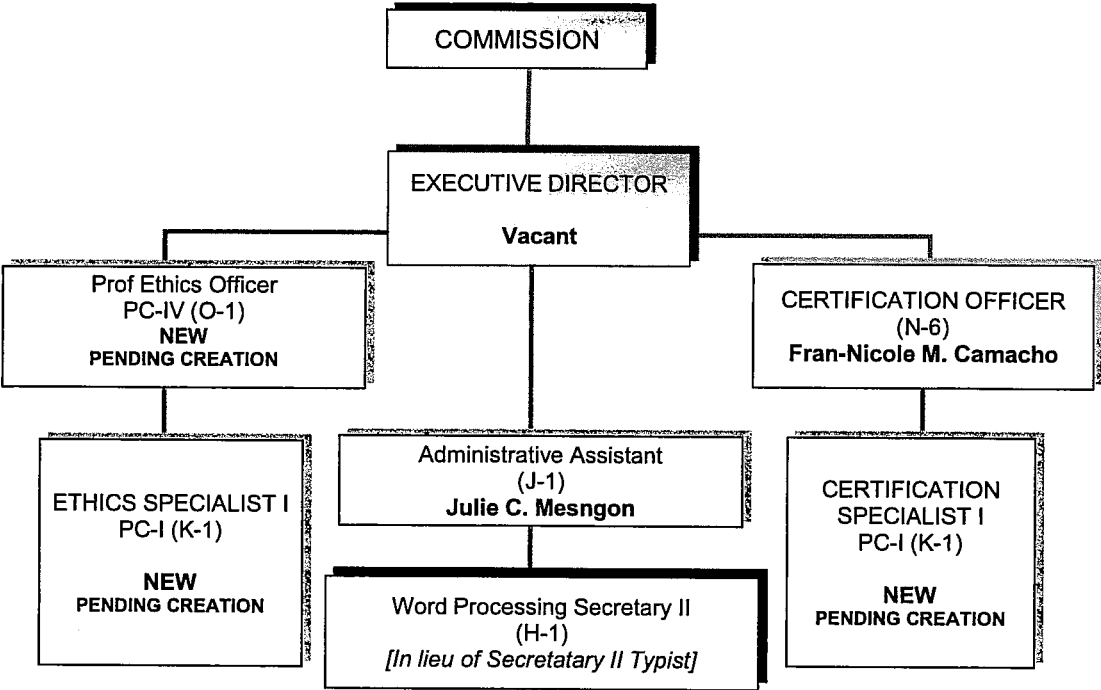 COMMISSION
EXECUTIVE DIRECTOR
Vacant
Prof Ethics Officer
PC-IV (O-1)
NEW
PENDING CREATION
CERTIFICATION OFFICER
(N-6)
Fran-Nicole M. Camacho
ETHICS SPECIALIST I
PC-I (K-1)
NEW
PENDING CREATION
Administrative Assistant
(J-1)
Julie C. Mesngon
CERTIFICATION
SPECIALIST I
PC-I (K-1)
NEW
PENDING CREATION
Word Processing Secretary II
(H-1)
[In lieu of Secretatary II Typist]